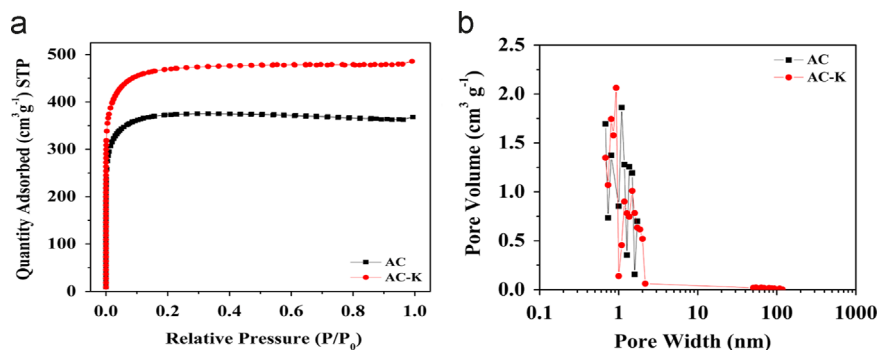 a
Quantity Adsorbed (cm³g⁻¹) STP
500
400
300
200
100
0
0.0 0.2 0.4 0.6 0.8 1.0
Relative Pressure (P/P₀)
AC
AC-K
b
Pore Volume (cm³ g⁻¹)
2.5
2.0
1.5
1.0
0.5
0.0
0.1 1 10 100 1000
Pore Width (nm)
AC
AC-K